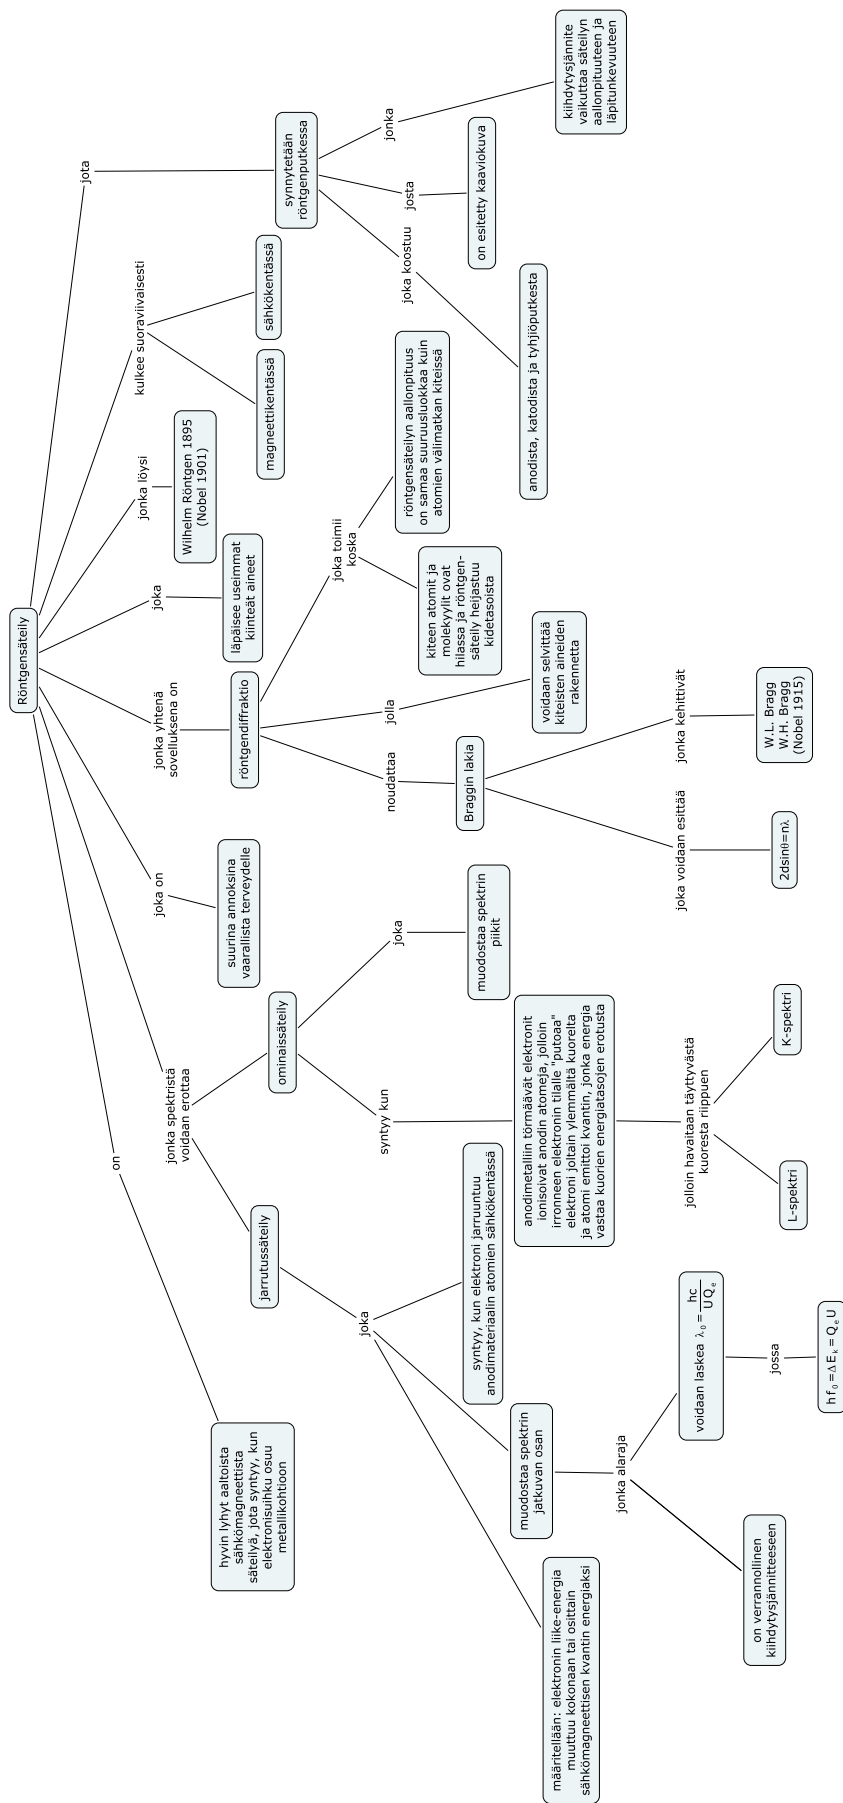 Röntgensäteily
on
hyvin lyhyt aaltoista
sähkömagneettista
säteilyä, jota syntyy, kun
elektronisuihku osuu
metallikohtioon
jonka spektristä
voidaan erottaa
jarrutussäteily
joka
määritellään: elektronin liike-energia
muuttuu kokonaan tai osittain
sähkömagneettisen kvantin energiaksi
muodostaa spektrin
jatkuvan osan
jonka alaraja
on verrannollinen
kiihdytysjännitteeseen
voidaan laskea λ₀ = hc / U Qₑ
jossa
h f₀ = Δ Eₖ = Qₑ U
syntyy, kun elektroni jarruuntuu
anodimateriaalin atomien sähkökentässä
ominaissäteily
syntyy kun
anodimetalliin törmäävät elektronit
ionisoivat anodin atomeja, jolloin
irronneen elektronin tilalle "putoaa"
elektroni joltain ylemmältä kuorelta
ja atomi emittoi kvantin, jonka energia
vastaa kuorien energiatasojen erotusta
jolloin havaitaan täyttyvästä
kuoresta riippuen
L-spektri
K-spektri
joka
muodostaa spektrin
piikit
joka on
suurina annoksina
vaarallista terveydelle
jonka yhtenä
sovelluksena on
röntgendiffraktio
noudattaa
Braggin lakia
joka voidaan esittää
2dsinθ=nλ
jonka kehittivät
W.L. Bragg
W.H. Bragg
(Nobel 1915)
jolla
voidaan selvittää
kiteisten aineiden
rakennetta
joka toimii
koska
kiteen atomit ja
molekyylit ovat
hilassa ja röntgen-
säteily heijastuu
kidetasoista
röntgensäteilyn aallonpituus
on samaa suuruusluokkaa kuin
atomien välimatkan kiteissä
joka
läpäisee useimmat
kiinteät aineet
jonka löysi
Wilhelm Röntgen 1895
(Nobel 1901)
kulkee suoraviivaisesti
magneettikentässä
sähkökentässä
jota
synnytetään
röntgenputkessa
joka koostuu
anodista, katodista ja tyhjiöputkesta
josta
on esitetty kaaviokuva
jonka
kiihdytysjännite
vaikuttaa säteilyn
aallonpituuteen ja
läpitunkevuuteen